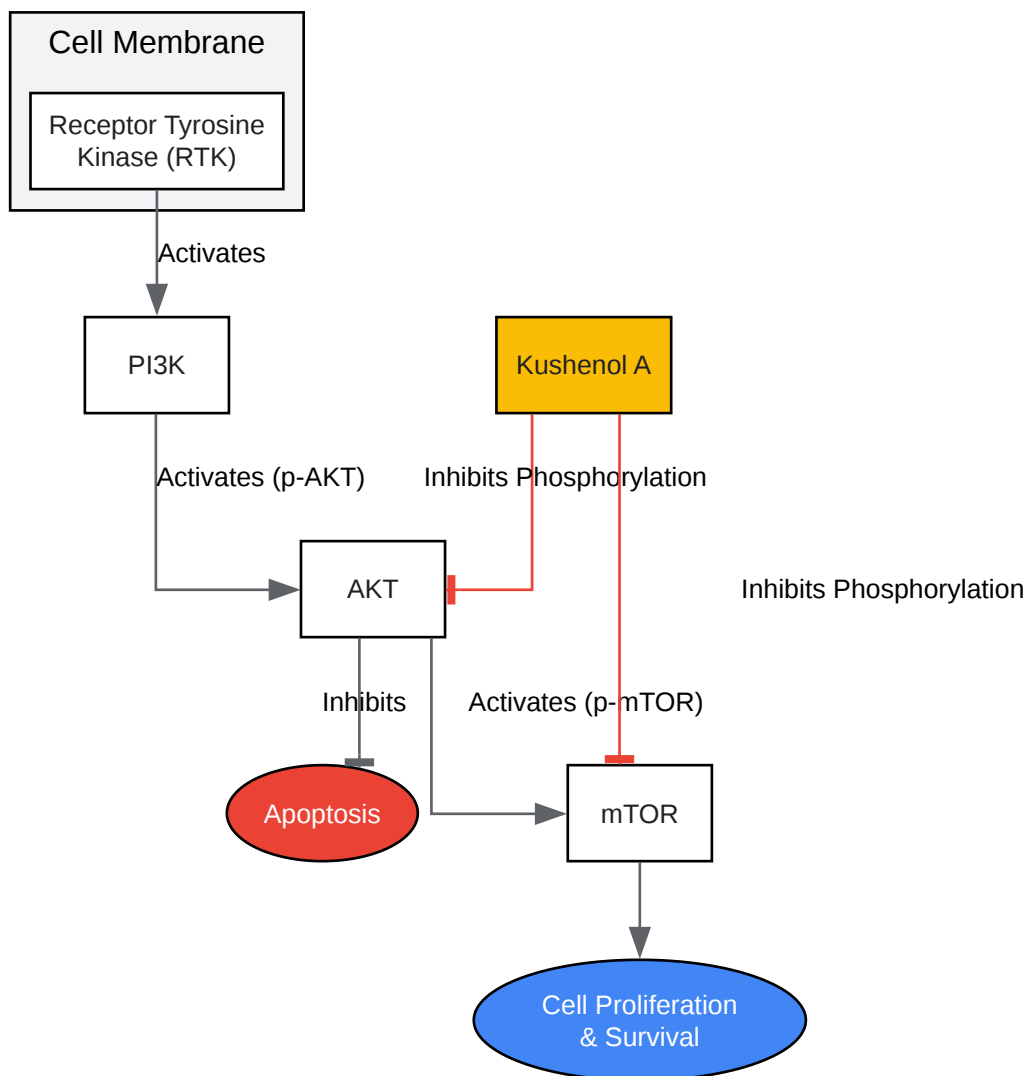 Cell Membrane
Receptor Tyrosine
Kinase (RTK)
Activates
PI3K
Kushenol A
Activates (p-AKT)
Inhibits Phosphorylation
AKT
Inhibits Phosphorylation
Inhibits
Activates (p-mTOR)
Apoptosis
mTOR
Cell Proliferation
& Survival